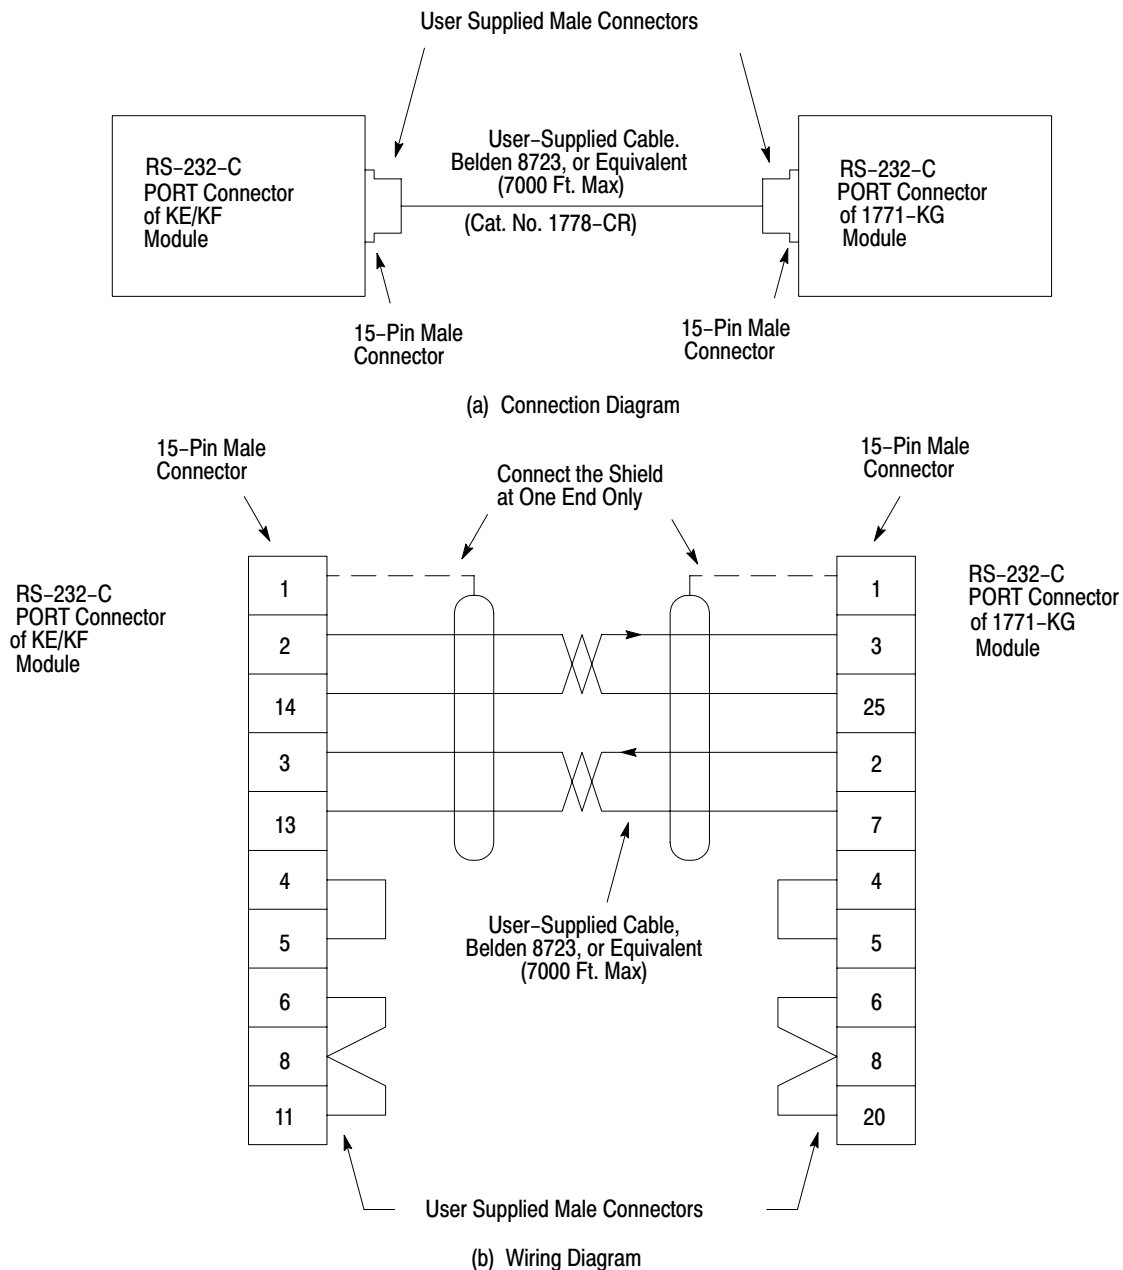 User Supplied Male Connectors
RS-232-C
PORT Connector
of KE/KF
Module
User-Supplied Cable.
Belden 8723, or Equivalent
(7000 Ft. Max)
(Cat. No. 1778-CR)
RS-232-C
PORT Connector
of 1771-KG
Module
15-Pin Male
Connector
15-Pin Male
Connector
(a) Connection Diagram
15-Pin Male
Connector
Connect the Shield
at One End Only
15-Pin Male
Connector
RS-232-C
PORT Connector
of KE/KF
Module
1
2
14
3
13
4
5
6
8
11
1
3
25
2
7
4
5
6
8
20
RS-232-C
PORT Connector
of 1771-KG
Module
User-Supplied Cable,
Belden 8723, or Equivalent
(7000 Ft. Max)
User Supplied Male Connectors
(b) Wiring Diagram